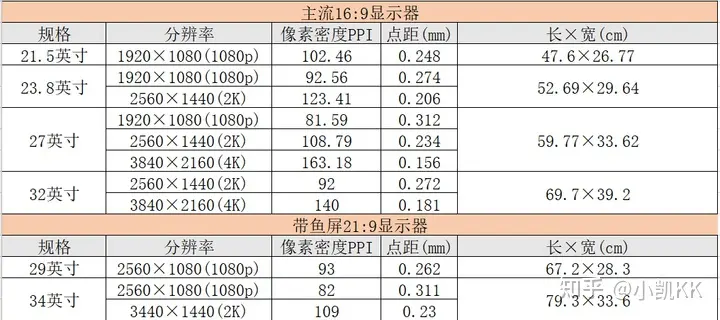 主流16:9显示器
规格 分辨率 像素密度PPI 点距(mm) 长×宽(cm)
21.5英寸 1920×1080(1080p) 102.46 0.248 47.6×26.77
23.8英寸 1920×1080(1080p) 92.56 0.274 52.69×29.64
2560×1440(2K) 123.41 0.206
27英寸 1920×1080(1080p) 81.59 0.312 59.77×33.62
2560×1440(2K) 108.79 0.234
3840×2160(4K) 163.18 0.156
32英寸 2560×1440(2K) 92 0.272 69.7×39.2
3840×2160(4K) 140 0.181
带鱼屏21:9显示器
规格 分辨率 像素密度PPI 点距(mm) 长×宽(cm)
29英寸 2560×1080(1080p) 93 0.262 67.2×28.3
34英寸 2560×1080(1080p) 82 0.311 79.3×33.6
3440×1440(2K) 109 0.23
知乎 @小凯KK